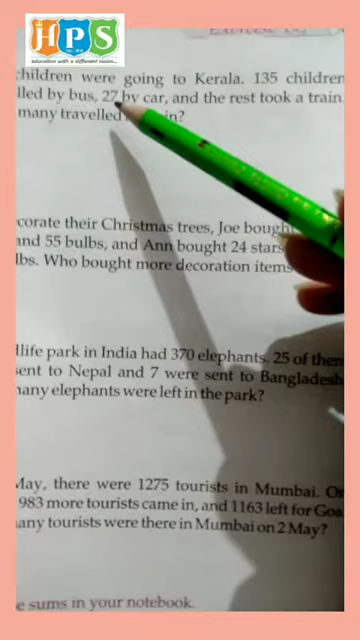 HPS
education with a different vision...
children were going to Kerala. 135 children
lled by bus, 27 by car, and the rest took a train.
many travelled in?
corate their Christmas trees, Joe bought
and 55 bulbs, and Ann bought 24 stars
lbs. Who bought more decoration items
dlife park in India had 370 elephants. 25 of them
sent to Nepal and 7 were sent to Bangladesh
many elephants were left in the park?
May, there were 1275 tourists in Mumbai. On
983 more tourists came in, and 1163 left for Goa
any tourists were there in Mumbai on 2 May?
e sums in your notebook.